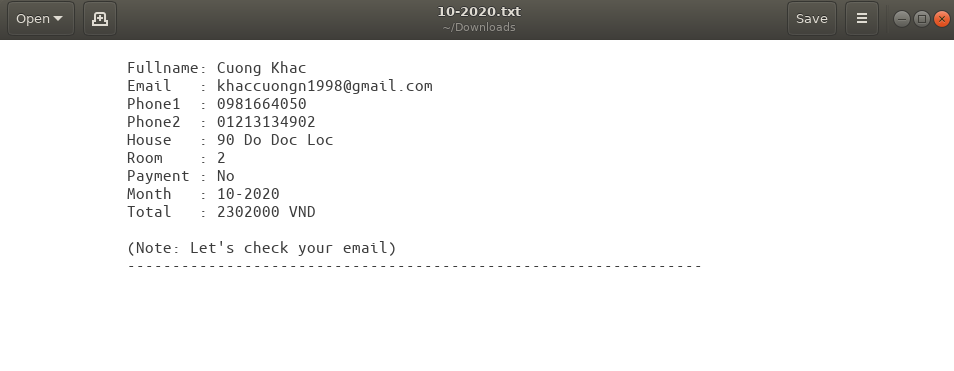 Open
10-2020.txt
~/Downloads
Save
Fullname: Cuong Khac
Email   : khaccuongn1998@gmail.com
Phone1  : 0981664050
Phone2  : 01213134902
House   : 90 Do Doc Loc
Room    : 2
Payment : No
Month   : 10-2020
Total   : 2302000 VND
(Note: Let's check your email)
----------------------------------------------------------------